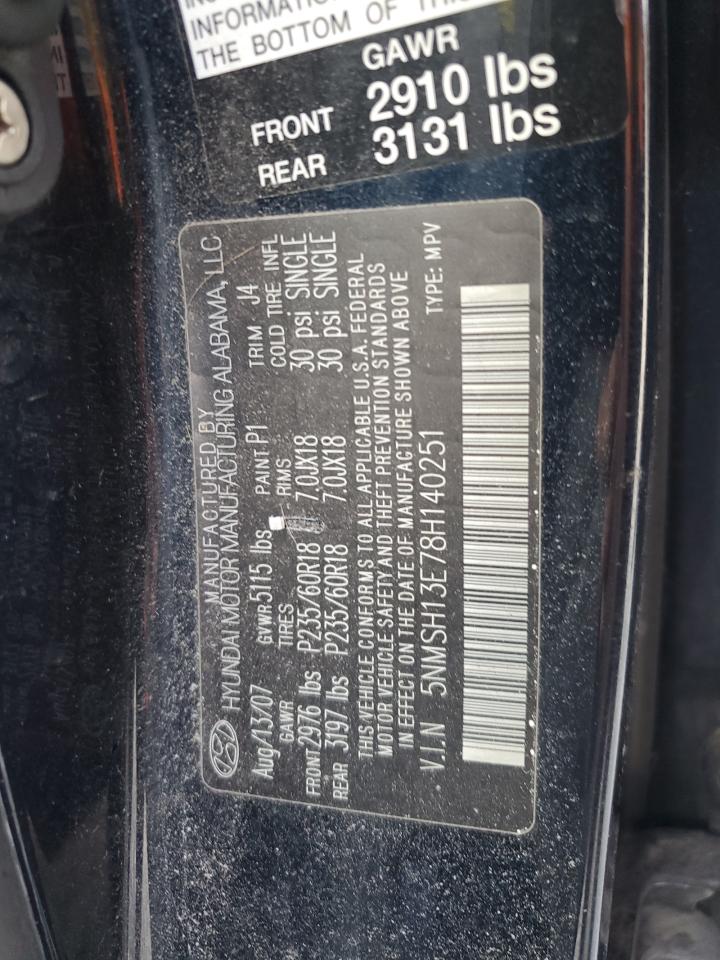 INFORMATION
THE BOTTOM OF THIS
GAWR
FRONT 2910 lbs
REAR 3131 lbs
MANUFACTURED BY
HYUNDAI MOTOR MANUFACTURING ALABAMA, LLC
Aug/13/07 GVWR 5115 lbs PAINT P1 TRIM J4
GAWR TIRES RIMS COLD TIRE INFL
FRONT 2976 lbs P235/60R18 7.0JX18 30 psi SINGLE
REAR 3197 lbs P235/60R18 7.0JX18 30 psi SINGLE
THIS VEHICLE CONFORMS TO ALL APPLICABLE U.S.A. FEDERAL
MOTOR VEHICLE SAFETY AND THEFT PREVENTION STANDARDS
IN EFFECT ON THE DATE OF MANUFACTURE SHOWN ABOVE
V.I.N 5NMSH13E78H140251 TYPE: MPV